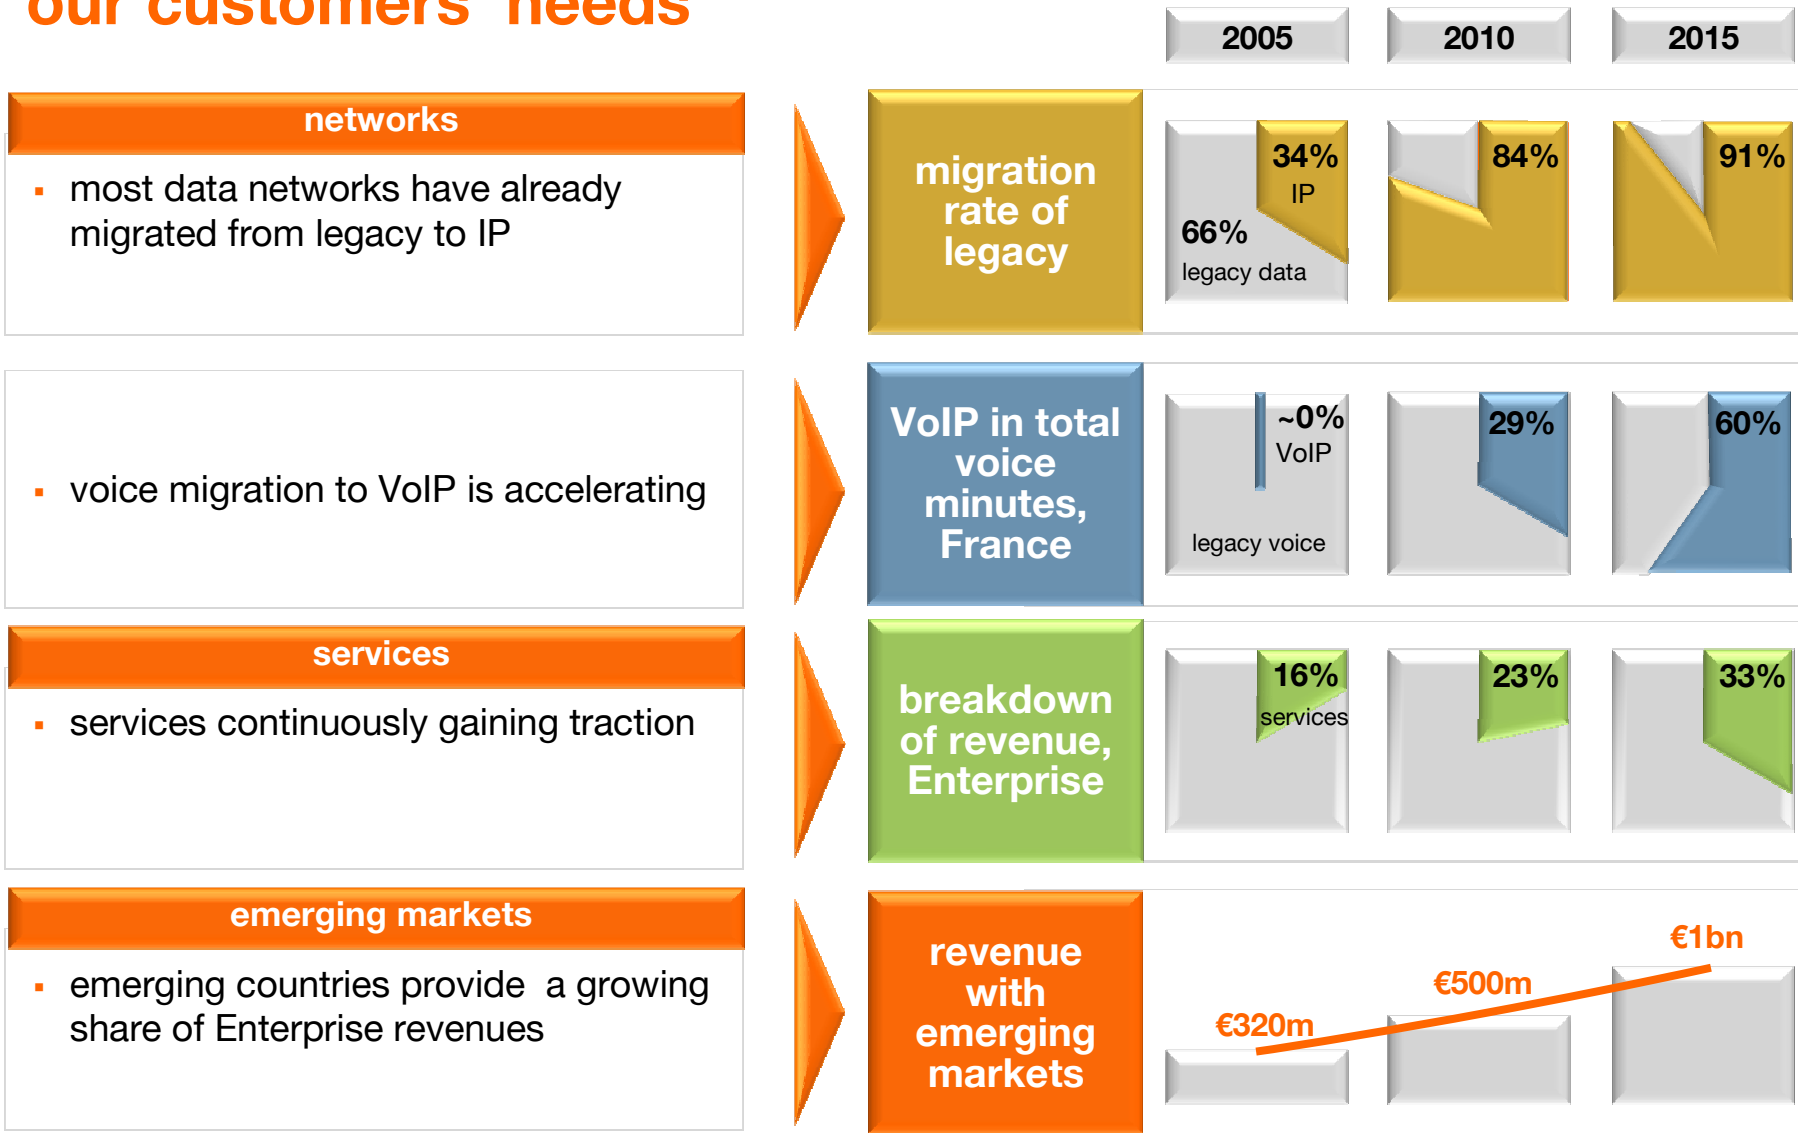 our customers' needs
2005 2010 2015
networks
▪ most data networks have already
migrated from legacy to IP
migration
rate of
legacy
34%
IP
66%
legacy data
84%
91%
▪ voice migration to VoIP is accelerating
VoIP in total
voice
minutes,
France
~0%
VoIP
legacy voice
29%
60%
services
▪ services continuously gaining traction
breakdown
of revenue,
Enterprise
16%
services
23%
33%
emerging markets
▪ emerging countries provide  a growing
share of Enterprise revenues
revenue
with
emerging
markets
€320m
€500m
€1bn